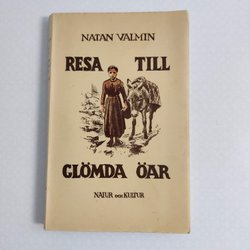 NATAN VALMIN
RESA TILL
GLÖMDA ÖAR
NATUR OCH KULTUR